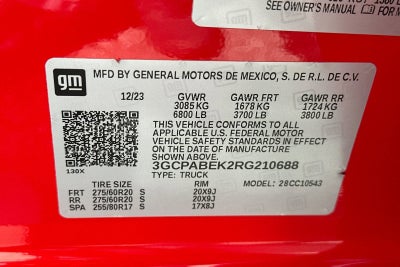 SEE OWNER'S MANUAL
gm
MFD BY GENERAL MOTORS DE MEXICO, S. DE R.L. DE C.V.
12/23 GVWR GAWR FRT GAWR RR
3085 KG 1678 KG 1724 KG
6800 LB 3700 LB 3800 LB
THIS VEHICLE CONFORMS TO ALL
APPLICABLE U.S. FEDERAL MOTOR
VEHICLE SAFETY STANDARDS IN EFFECT
ON THE DATE OF MANUFACTURE SHOWN ABOVE.
3GCPABEK2RG210688
130X TYPE: TRUCK
TIRES SPD RTG RIM MODEL: 28CC10543
FRT 275/60R20 S 20X9J
RR 275/60R20 S 20X9J
SPA 255/80R17 S 17X8J